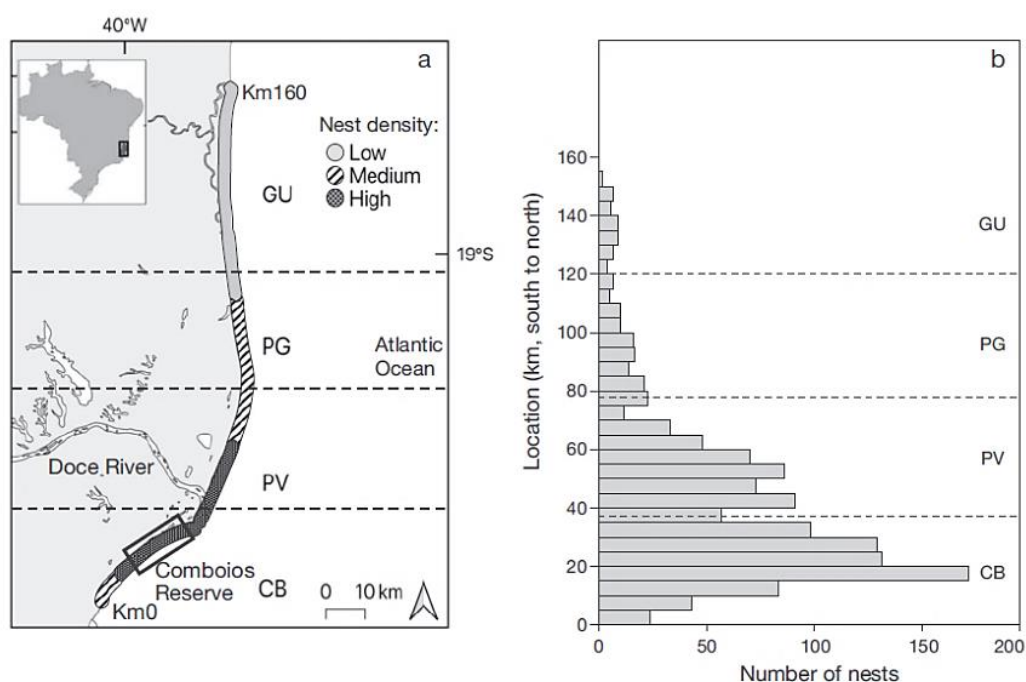 40°W
a
Km160
Nest density:
Low
Medium
High
GU
19°S
PG
Atlantic
Ocean
Doce River
PV
Comboios
Reserve
CB
0 10 km
Km0
b
Location (km, south to north)
160
140
120
100
80
60
40
20
0
GU
PG
PV
CB
0 50 100 150 200
Number of nests